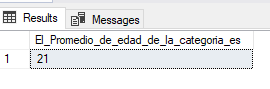 Results Messages
El_Promedio_de_edad_de_la_categoria_es
1 21